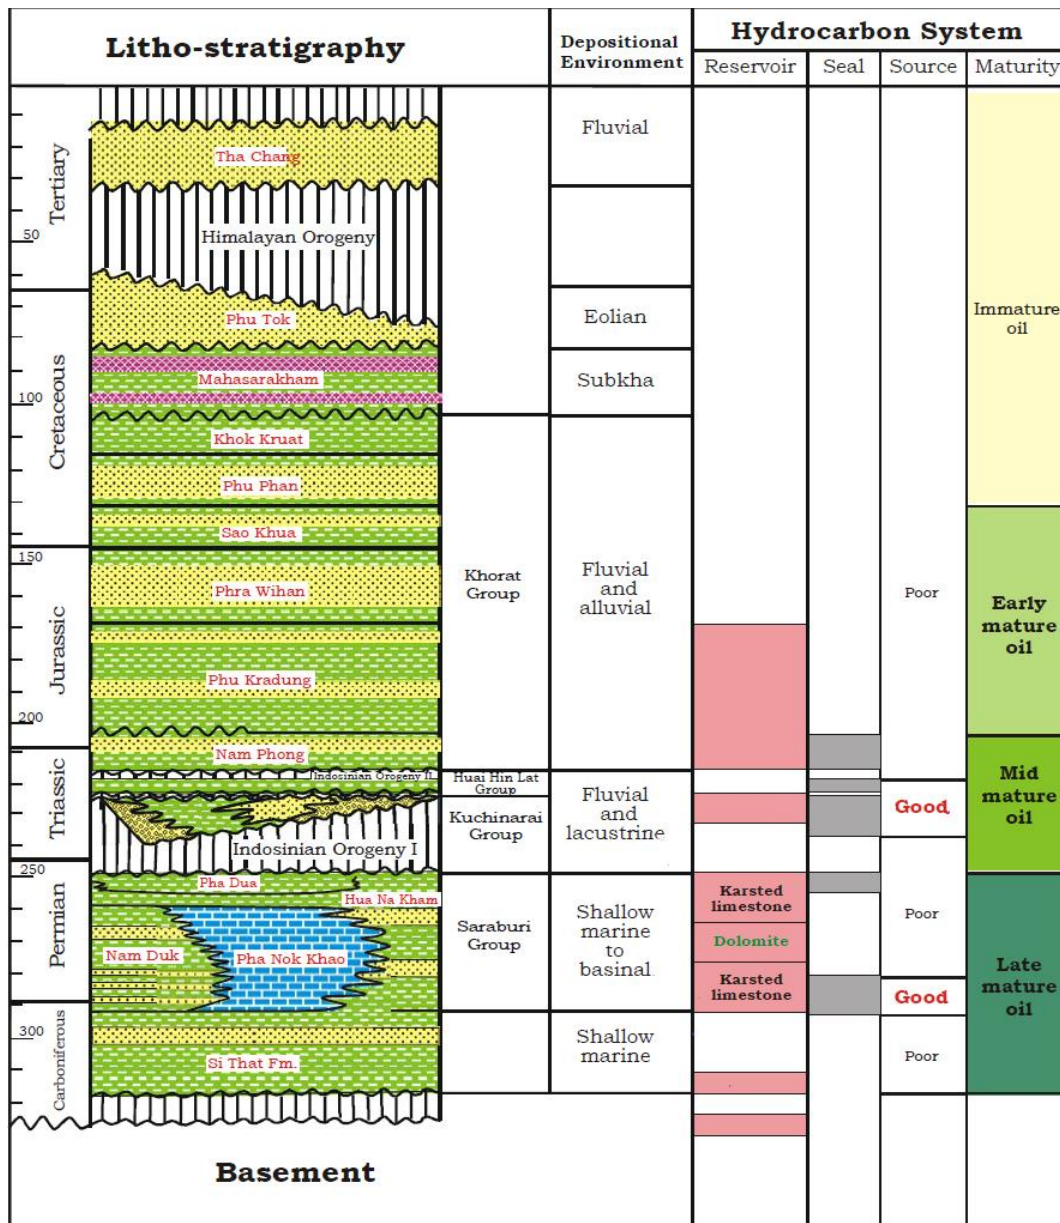 Litho-stratigraphy
Depositional
Environment
Hydrocarbon System
Reservoir
Seal
Source
Maturity
Tertiary
50
Cretaceous
100
150
Jurassic
200
Triassic
250
Permian
300
Carboniferous
Tha Chang
Himalayan Orogeny
Phu Tok
Mahasarakham
Khok Kruat
Phu Phan
Sao Khua
Phra Wihan
Phu Kradung
Nam Phong
Indosinian Orogeny II
Indosinian Orogeny I
Pha Dua
Hua Na Kham
Nam Duk
Pha Nok Khao
Si That Fm.
Basement
Khorat
Group
Huai Hin Lat
Group
Kuchinarai
Group
Saraburi
Group
Fluvial
Eolian
Subkha
Fluvial
and
alluvial
Fluvial
and
lacustrine
Shallow
marine
to
basinal
Shallow
marine
Karsted
limestone
Dolomite
Karsted
limestone
Poor
Good
Poor
Good
Poor
Immature
oil
Early
mature
oil
Mid
mature
oil
Late
mature
oil